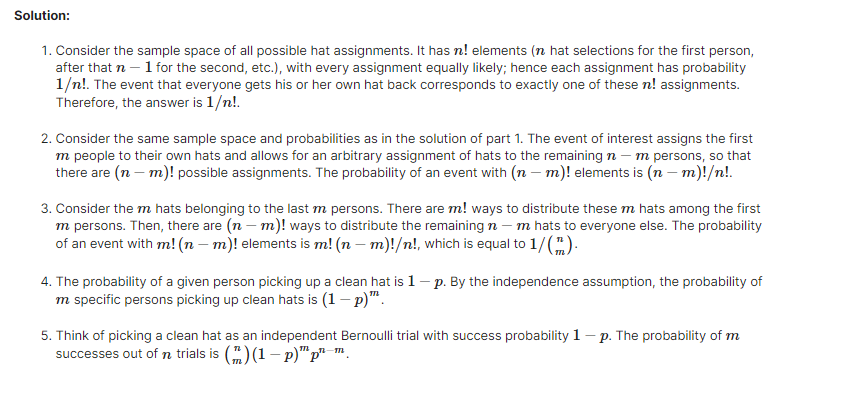 Solution:
1. Consider the sample space of all possible hat assignments. It has n! elements (n hat selections for the first person,
after that n − 1 for the second, etc.), with every assignment equally likely; hence each assignment has probability
1/n!. The event that everyone gets his or her own hat back corresponds to exactly one of these n! assignments.
Therefore, the answer is 1/n!.
2. Consider the same sample space and probabilities as in the solution of part 1. The event of interest assigns the first
m people to their own hats and allows for an arbitrary assignment of hats to the remaining n − m persons, so that
there are (n − m)! possible assignments. The probability of an event with (n − m)! elements is (n − m)!/n!.
3. Consider the m hats belonging to the last m persons. There are m! ways to distribute these m hats among the first
m persons. Then, there are (n − m)! ways to distribute the remaining n − m hats to everyone else. The probability
of an event with m! (n − m)! elements is m! (n − m)!/n!, which is equal to 1/(n m).
4. The probability of a given person picking up a clean hat is 1 − p. By the independence assumption, the probability of
m specific persons picking up clean hats is (1 − p)^m.
5. Think of picking a clean hat as an independent Bernoulli trial with success probability 1 − p. The probability of m
successes out of n trials is (n m)(1 − p)^m p^{n−m}.